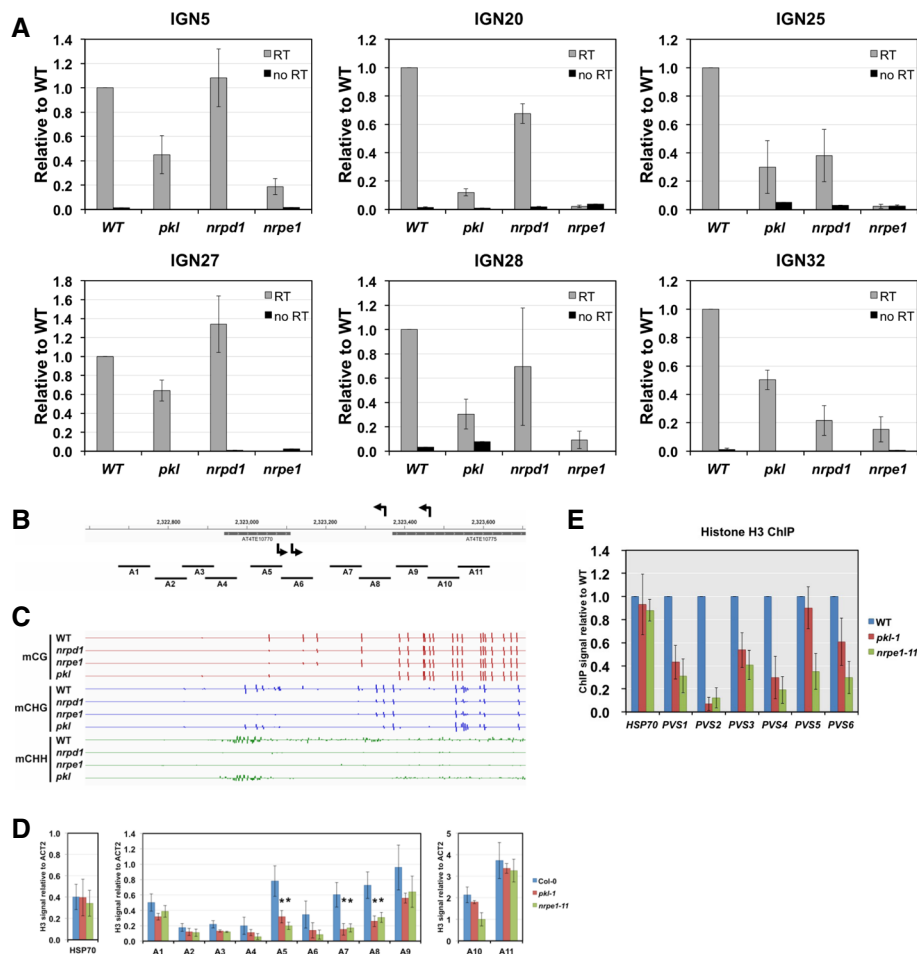 A
IGN5
Relative to WT
1.4
1.2
1.0
0.8
0.6
0.4
0.2
0.0
RT
no RT
WT pkl nrpd1 nrpe1
IGN20
Relative to WT
1.2
1.0
0.8
0.6
0.4
0.2
0.0
RT
no RT
WT pkl nrpd1 nrpe1
IGN25
Relative to WT
1.2
1.0
0.8
0.6
0.4
0.2
0.0
RT
no RT
WT pkl nrpd1 nrpe1
IGN27
Relative to WT
1.8
1.6
1.4
1.2
1.0
0.8
0.6
0.4
0.2
0.0
RT
no RT
WT pkl nrpd1 nrpe1
IGN28
Relative to WT
1.4
1.2
1.0
0.8
0.6
0.4
0.2
0.0
RT
no RT
WT pkl nrpd1 nrpe1
IGN32
Relative to WT
1.2
1.0
0.8
0.6
0.4
0.2
0.0
RT
no RT
WT pkl nrpd1 nrpe1
B
2,322,800 2,323,000 2,323,200 2,323,400 2,323,600
AT4TE10770 AT4TE10775
A1 A2 A3 A4 A5 A6 A7 A8 A9 A10 A11
C
mCG
WT
nrpd1
nrpe1
pkl
mCHG
WT
nrpd1
nrpe1
pkl
mCHH
WT
nrpd1
nrpe1
pkl
D
H3 signal relative to ACT2
1.0
0.8
0.6
0.4
0.2
0.0
HSP70
H3 signal relative to ACT2
1.4
1.2
1.0
0.8
0.6
0.4
0.2
0.0
** ** **
A1 A2 A3 A4 A5 A6 A7 A8 A9
H3 signal relative to ACT2
5
4
3
2
1
0
A10 A11
Col-0
pkl-1
nrpe1-11
E
Histone H3 ChIP
ChIP signal relative to WT
1.4
1.2
1.0
0.8
0.6
0.4
0.2
0.0
HSP70 PVS1 PVS2 PVS3 PVS4 PVS5 PVS6
WT
pkl-1
nrpe1-11